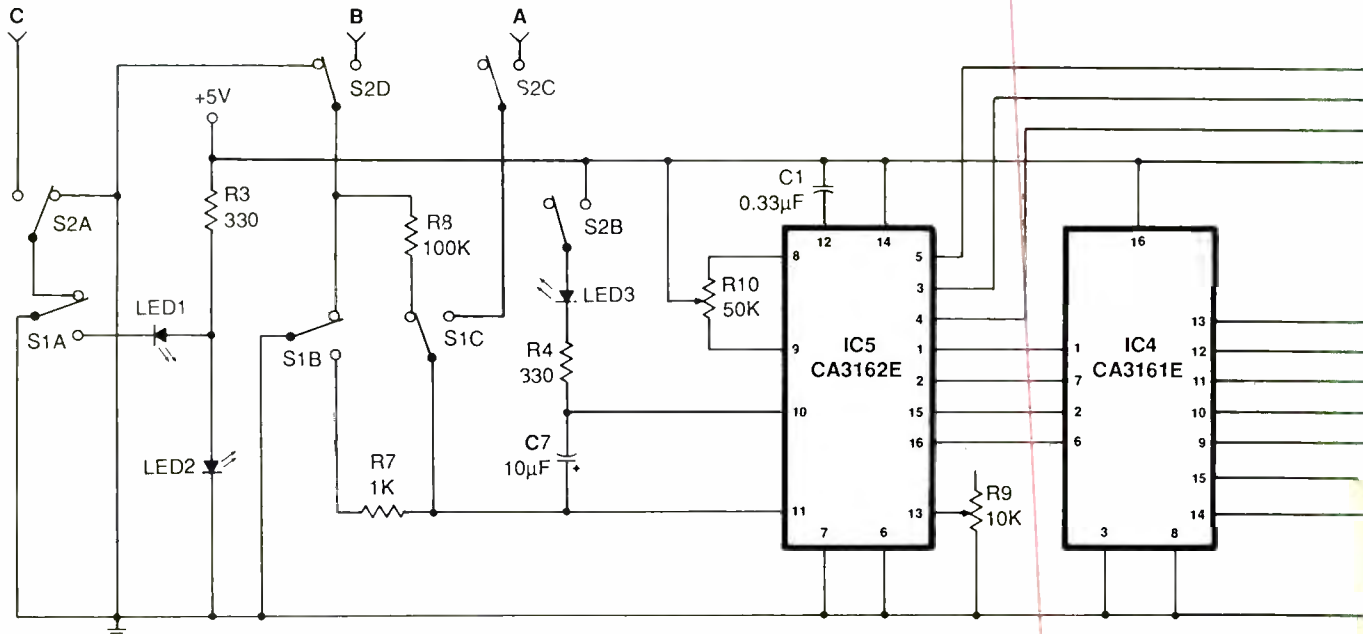 C
B
A
S2D
S2C
+5V
R3
330
S2A
R8
100K
S2B
C1
0.33µF
12
14
16
8
5
R10
50K
3
LED1
LED3
4
13
S1A
S1B
S1C
R4
330
9
IC5
CA3162E
1
1
IC4
CA3161E
12
2
7
11
10
15
2
10
16
6
9
LED2
C7
10µF
+
R7
1K
15
11
13
R9
10K
14
7
6
3
8